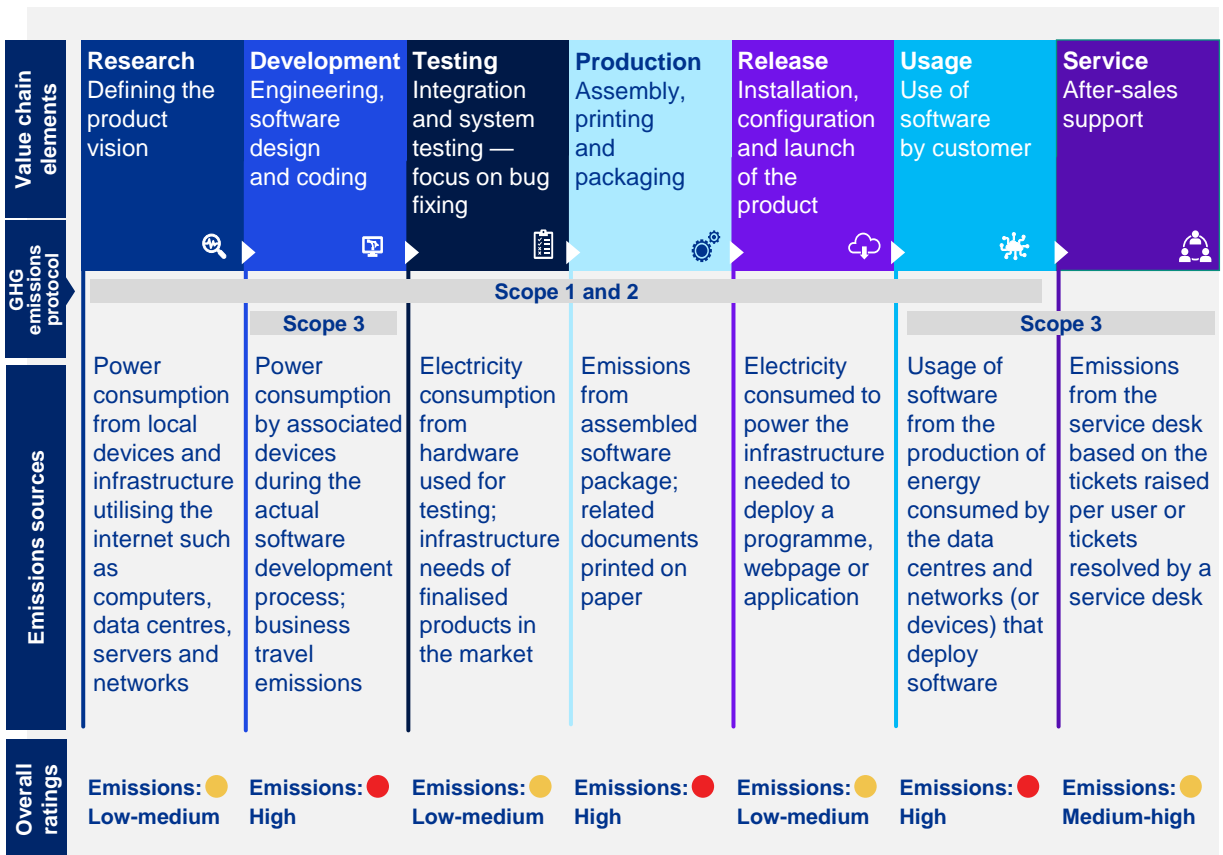 Value chain
elements
Research
Defining the
product
vision
Development
Engineering,
software
design
and coding
Testing
Integration
and system
testing —
focus on bug
fixing
Production
Assembly,
printing
and
packaging
Release
Installation,
configuration
and launch
of the
product
Usage
Use of
software
by customer
Service
After-sales
support
GHG
emissions
protocol
Scope 1 and 2
Scope 3
Scope 3
Emissions sources
Power
consumption
from local
devices and
infrastructure
utilising the
internet such
as
computers,
data centres,
servers and
networks
Power
consumption
by associated
devices
during the
actual
software
development
process;
business
travel
emissions
Electricity
consumption
from
hardware
used for
testing;
infrastructure
needs of
finalised
products in
the market
Emissions
from
assembled
software
package;
related
documents
printed on
paper
Electricity
consumed to
power the
infrastructure
needed to
deploy a
programme,
webpage or
application
Usage of
software
from the
production of
energy
consumed by
the data
centres and
networks (or
devices) that
deploy
software
Emissions
from the
service desk
based on the
tickets raised
per user or
tickets
resolved by a
service desk
Overall
ratings
Emissions:
Low-medium
Emissions:
High
Emissions:
Low-medium
Emissions:
High
Emissions:
Low-medium
Emissions:
High
Emissions:
Medium-high